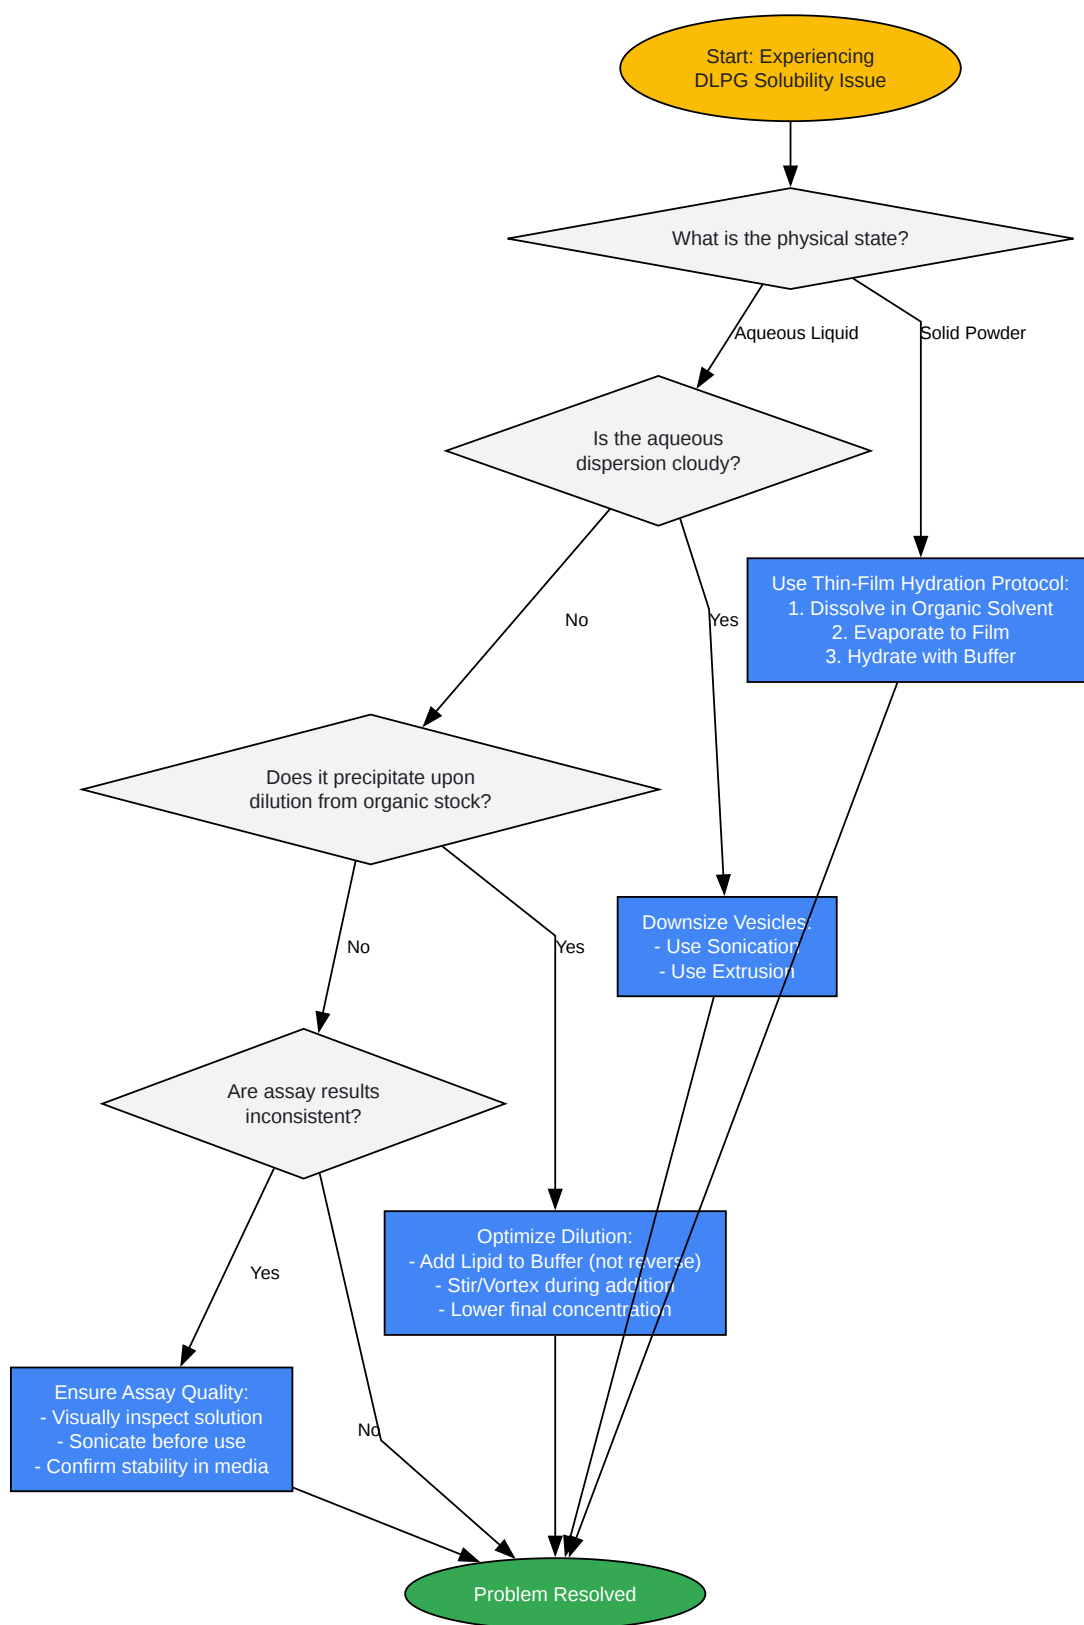 Start: Experiencing
DLPG Solubility Issue
What is the physical state?
Aqueous Liquid
Solid Powder
Is the aqueous
dispersion cloudy?
No
Yes
Use Thin-Film Hydration Protocol:
1. Dissolve in Organic Solvent
2. Evaporate to Film
3. Hydrate with Buffer
Does it precipitate upon
dilution from organic stock?
No
Yes
Downsize Vesicles:
- Use Sonication
- Use Extrusion
Are assay results
inconsistent?
Yes
No
Optimize Dilution:
- Add Lipid to Buffer (not reverse)
- Stir/Vortex during addition
- Lower final concentration
Ensure Assay Quality:
- Visually inspect solution
- Sonicate before use
- Confirm stability in media
Problem Resolved